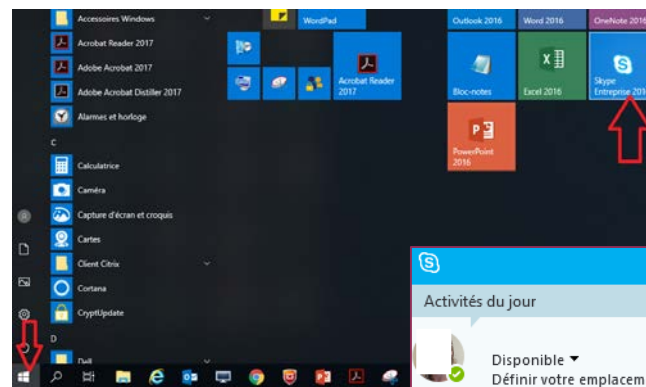 Accessoires Windows
Acrobat Reader 2017
Adobe Acrobat 2017
Adobe Acrobat Distiller 2017
Alarmes et horloge
C
Calculatrice
Caméra
Capture d'écran et croquis
Cartes
Client Citrix
Cortana
CryptUpdate
D
Dell
WordPad
Acrobat Reader
2017
Outlook 2016
Word 2016
OneNote 2016
Bloc-notes
Excel 2016
Skype
Entreprise 201
PowerPoint
2016
Activités du jour
Disponible
Définir votre emplacem